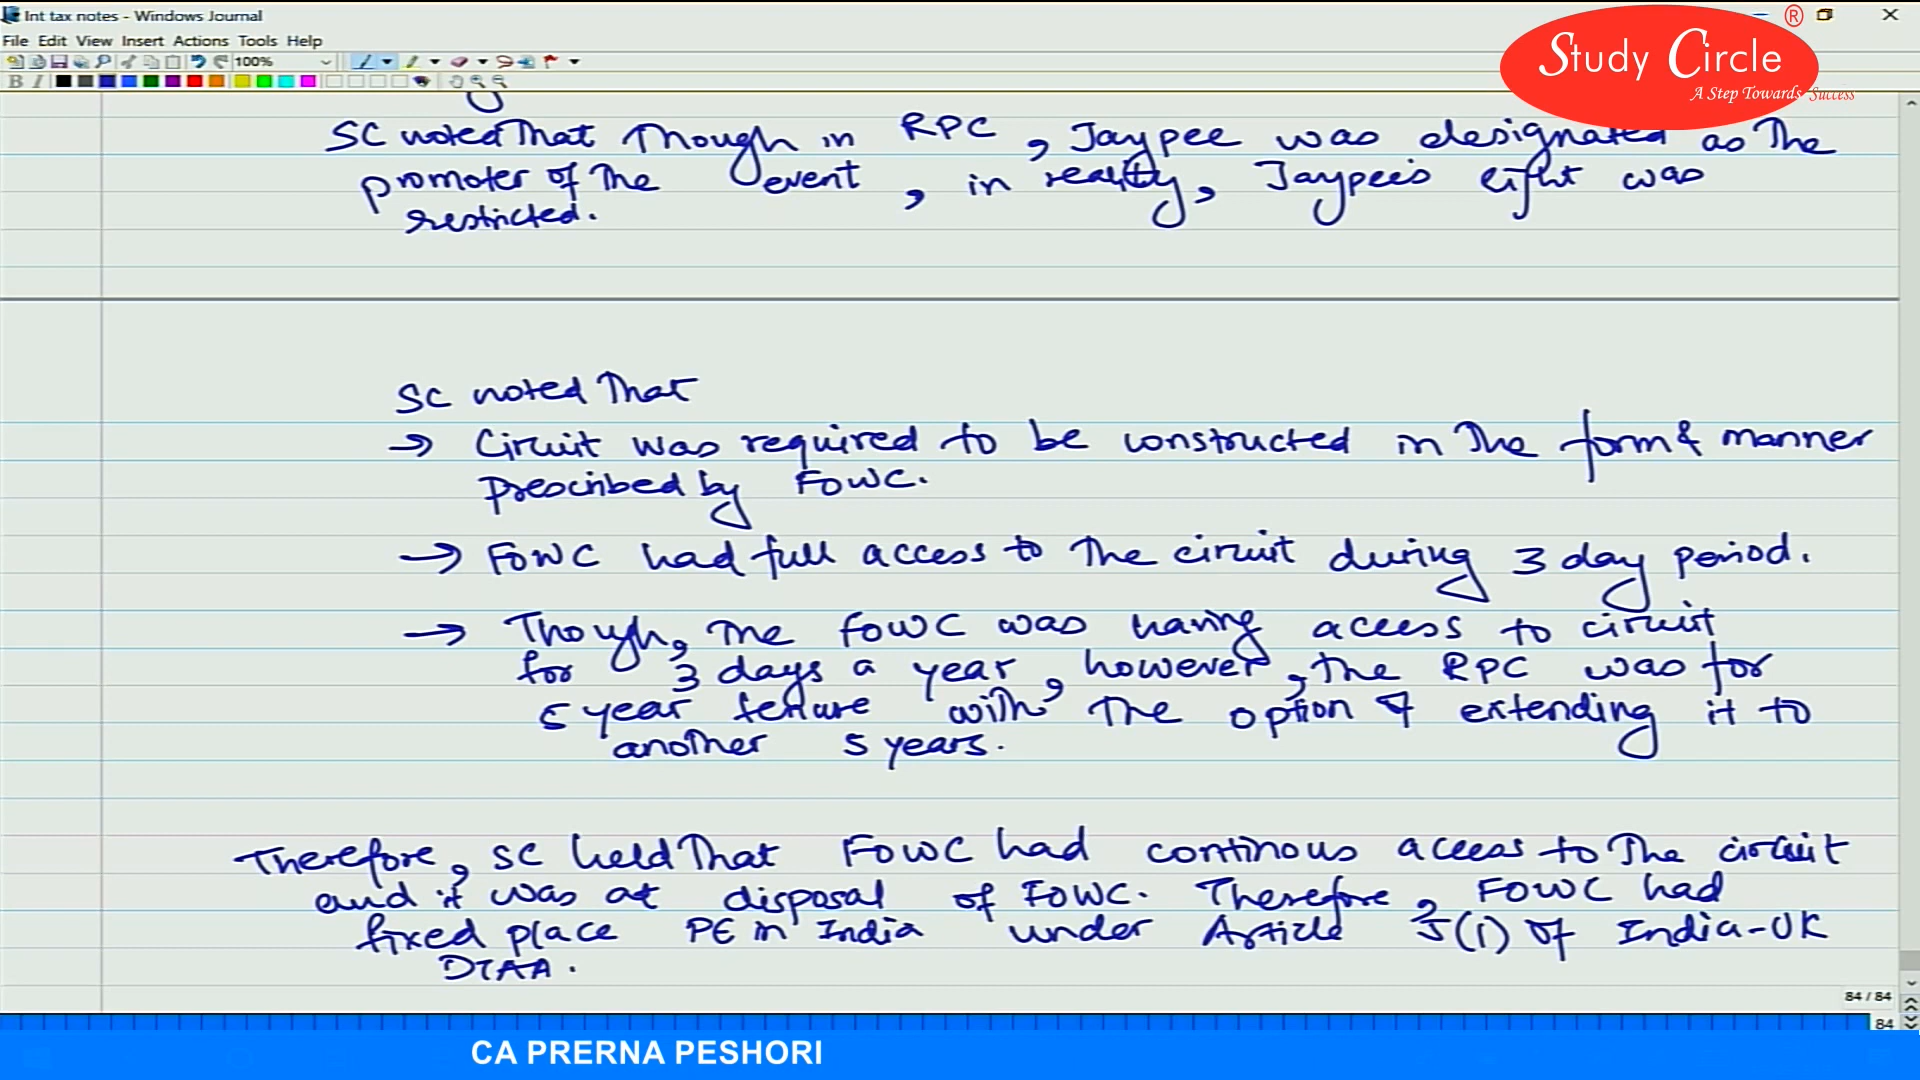 Int tax notes - Windows Journal
File Edit View Insert Actions Tools Help
100%
B I
Study Circle ®
A Step Towards Success
SC noted that though in RPC, Jaypee was designated as the
promoter of the event, in reality, Jaypee's right was
restricted.
SC noted that
→ Circuit was required to be constructed in the form & manner
prescribed by FOWC.
→ FOWC had full access to the circuit during 3 day period.
→ Though, the FOWC was having access to circuit
for 3 days a year, however, the RPC was for
5 year tenure with the option of extending it to
another 5 years.
Therefore, SC held that FOWC had continous access to the circuit
and it was at disposal of FOWC. Therefore, FOWC had
fixed place PE in India under Article 5(1) of India-UK
DTAA.
84 / 84
84
CA PRERNA PESHORI